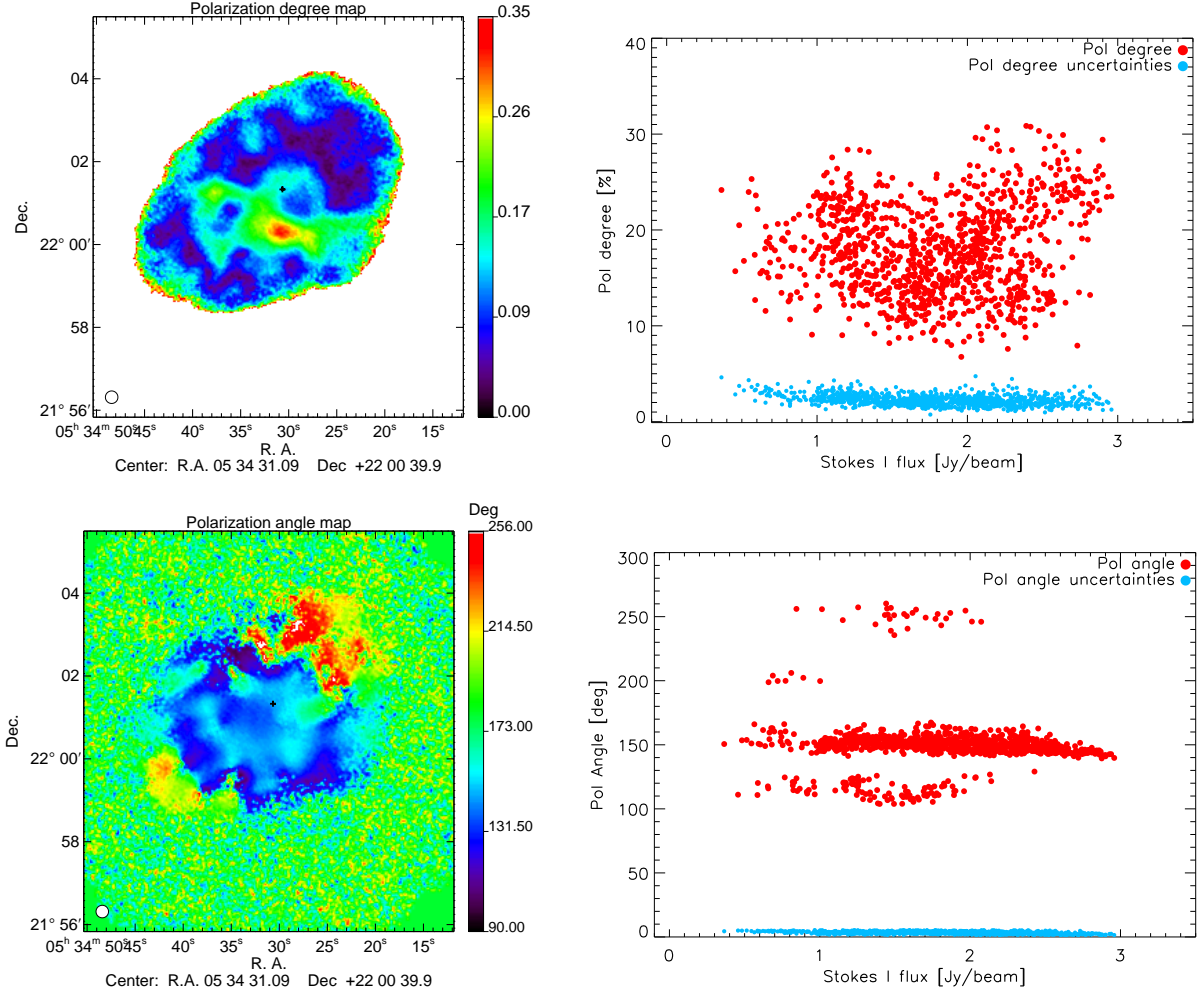 Polarization degree map
0.35
04
0.26
02
Dec.
0.17
22° 00′
0.09
58
21° 56′
0.00
05ʰ 34ᵐ 50ˢ 45ˢ 40ˢ 35ˢ 30ˢ 25ˢ 20ˢ 15ˢ
R. A.
Center: R.A. 05 34 31.09 Dec +22 00 39.9
40
Pol degree
Pol degree uncertainties
30
Pol degree [%]
20
10
0
0 1 2 3
Stokes I flux [Jy/beam]
Polarization angle map
Deg
256.00
04
214.50
02
Dec.
173.00
22° 00′
131.50
58
21° 56′
90.00
05ʰ 34ᵐ 50ˢ 45ˢ 40ˢ 35ˢ 30ˢ 25ˢ 20ˢ 15ˢ
R. A.
Center: R.A. 05 34 31.09 Dec +22 00 39.9
300
Pol angle
Pol angle uncertainties
250
200
Pol Angle [deg]
150
100
50
0
0 1 2 3
Stokes I flux [Jy/beam]